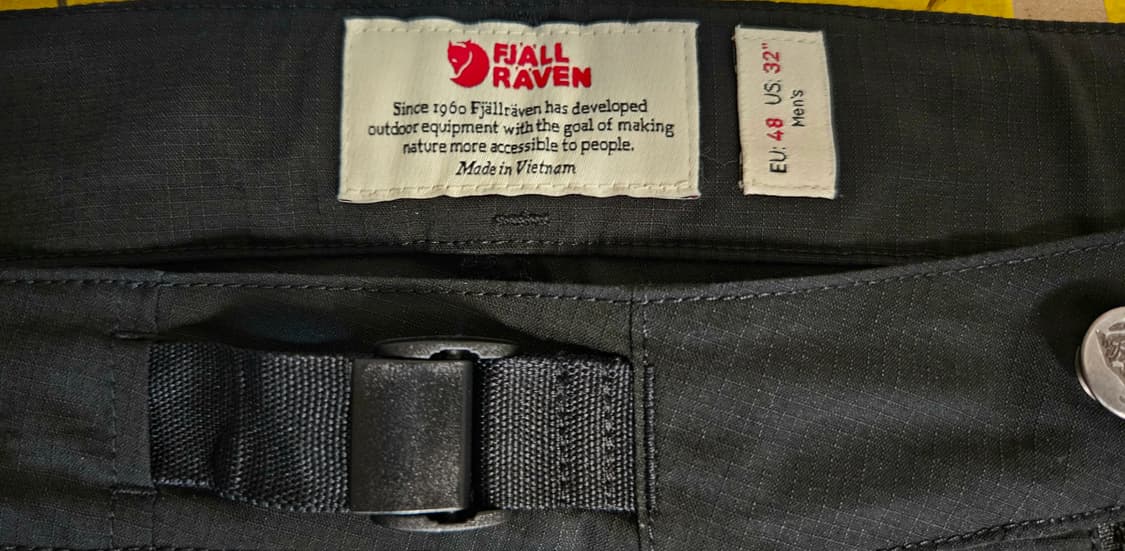 FJÄLL
RÄVEN
Since 1960 Fjällräven has developed
outdoor equipment with the goal of making
nature more accessible to people.
Made in Vietnam
EU: 48 US: 32"
Men's